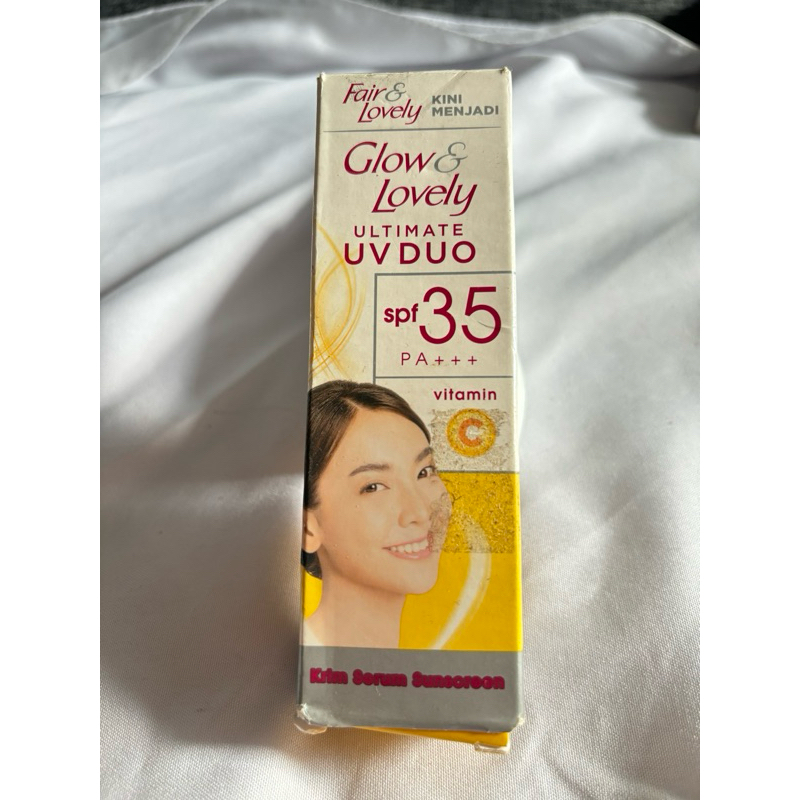 Fair &
Lovely
KINI
MENJADI
Glow &
Lovely
ULTIMATE
UV DUO
spf 35
PA+++
vitamin
C
Krim Serum Sunscreen